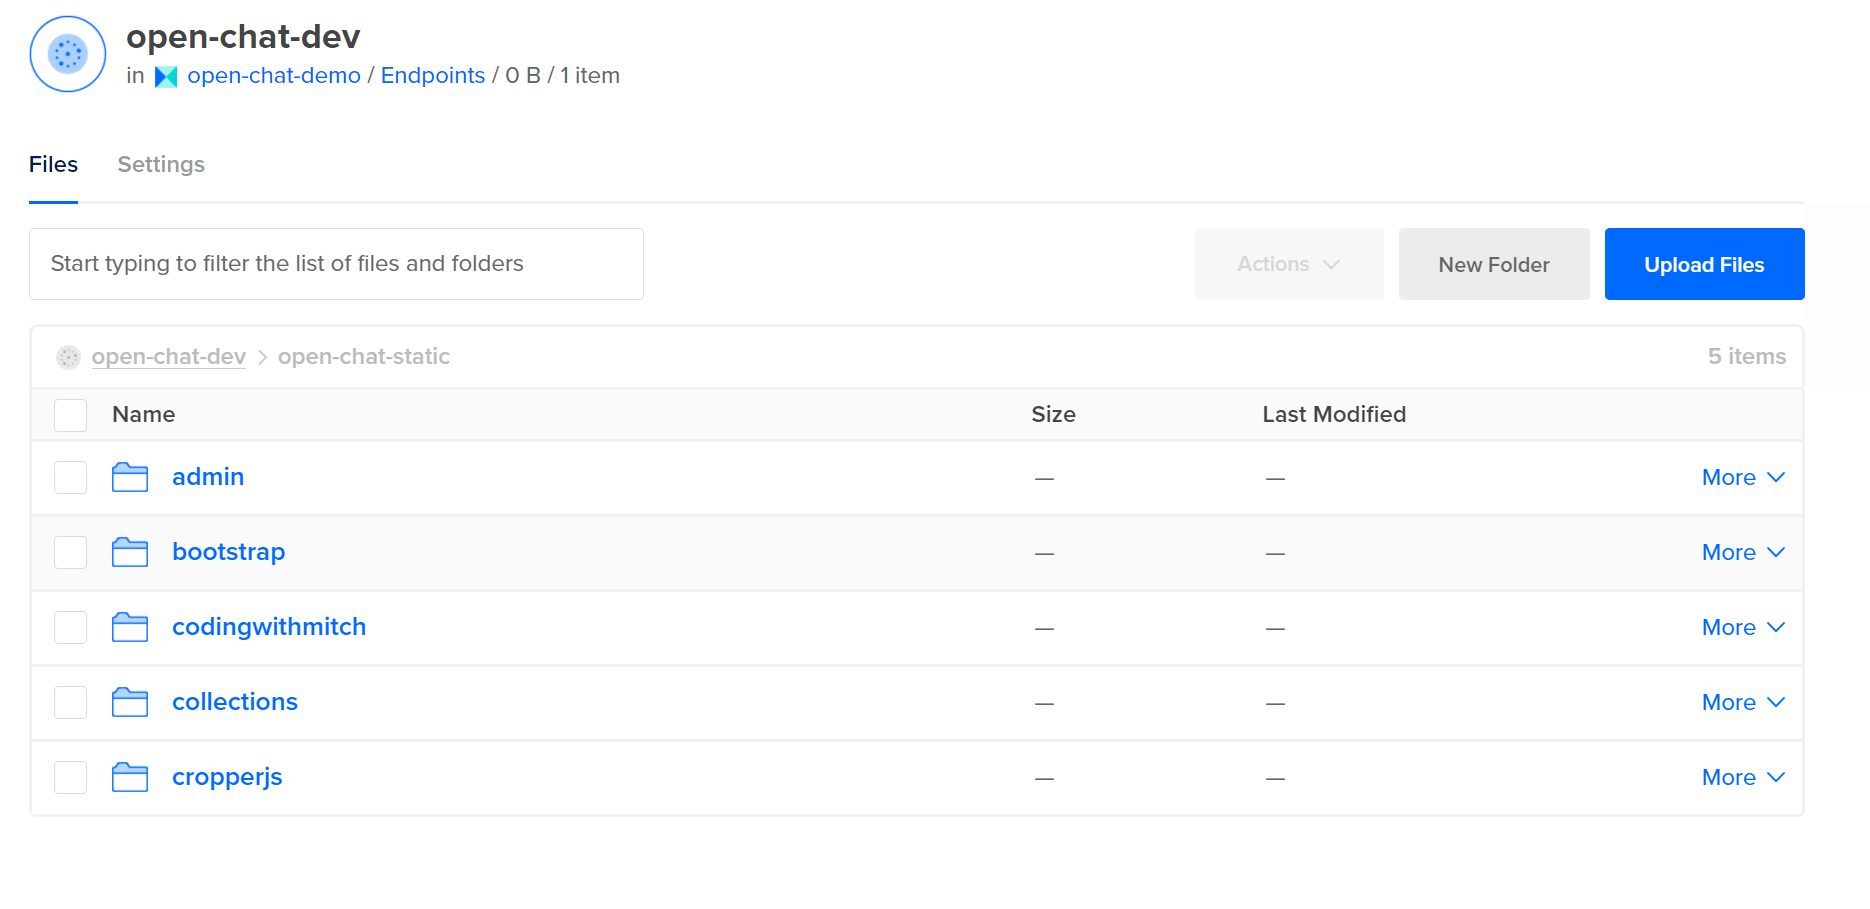 open-chat-dev
in open-chat-demo / Endpoints / 0 B / 1 item
Files Settings
Start typing to filter the list of files and folders Actions New Folder Upload Files
open-chat-dev > open-chat-static 5 items
Name Size Last Modified
admin — — More
bootstrap — — More
codingwithmitch — — More
collections — — More
cropperjs — — More